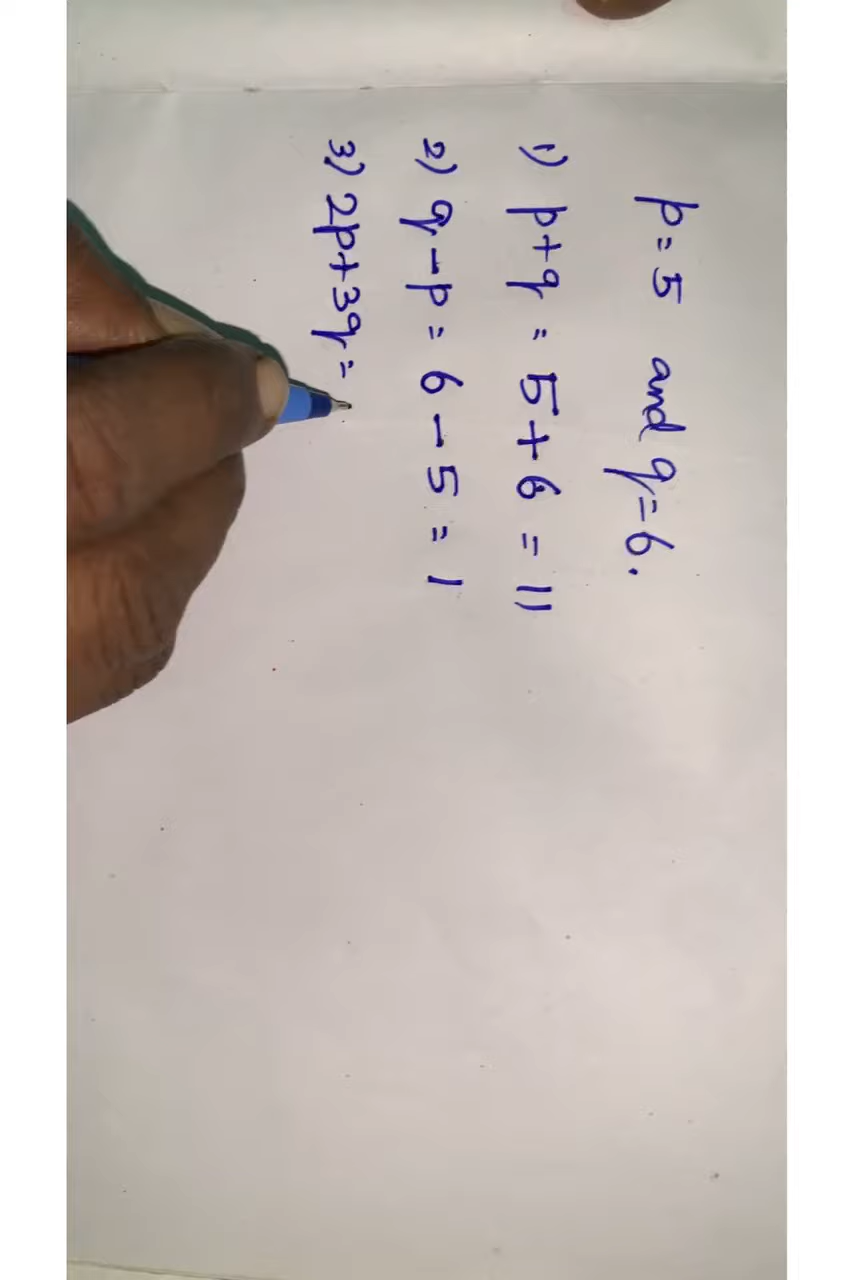 p=5 and q=6.
1) p+q = 5+6 = 11
2) q-p = 6-5 = 1
3) 2p+3q=